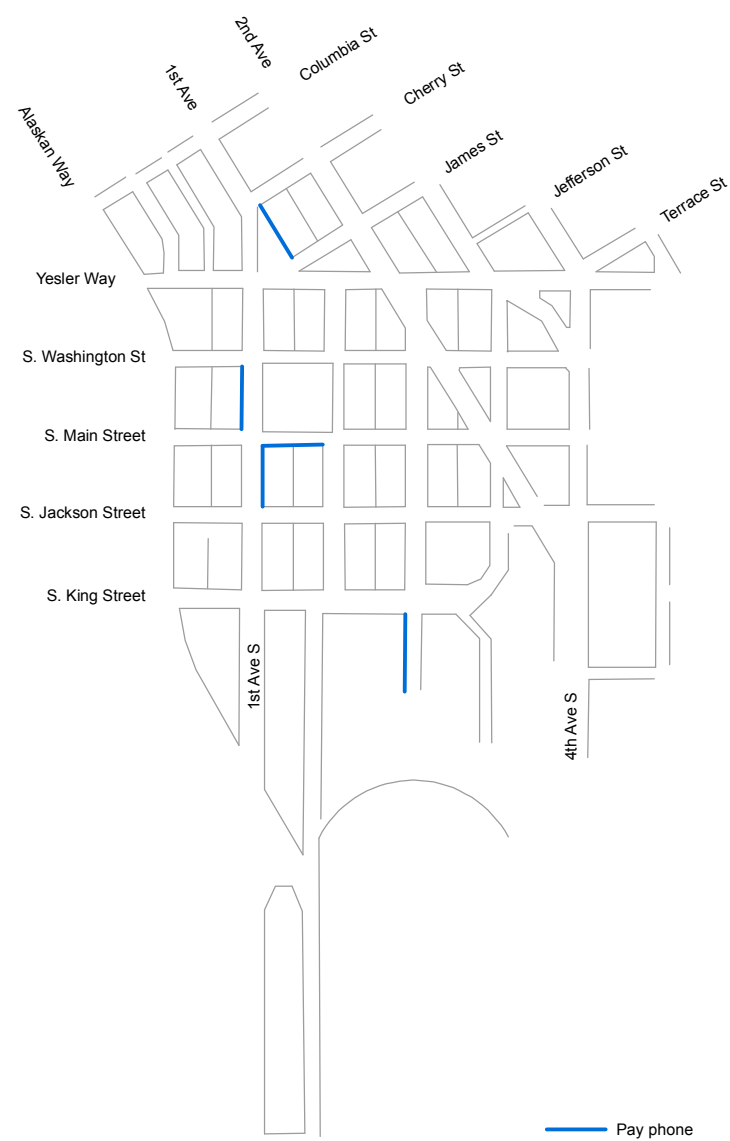 2nd Ave
Columbia St
1st Ave
Cherry St
Alaskan Way
James St
Jefferson St
Terrace St
Yesler Way
S. Washington St
S. Main Street
S. Jackson Street
S. King Street
1st Ave S
4th Ave S
Pay phone